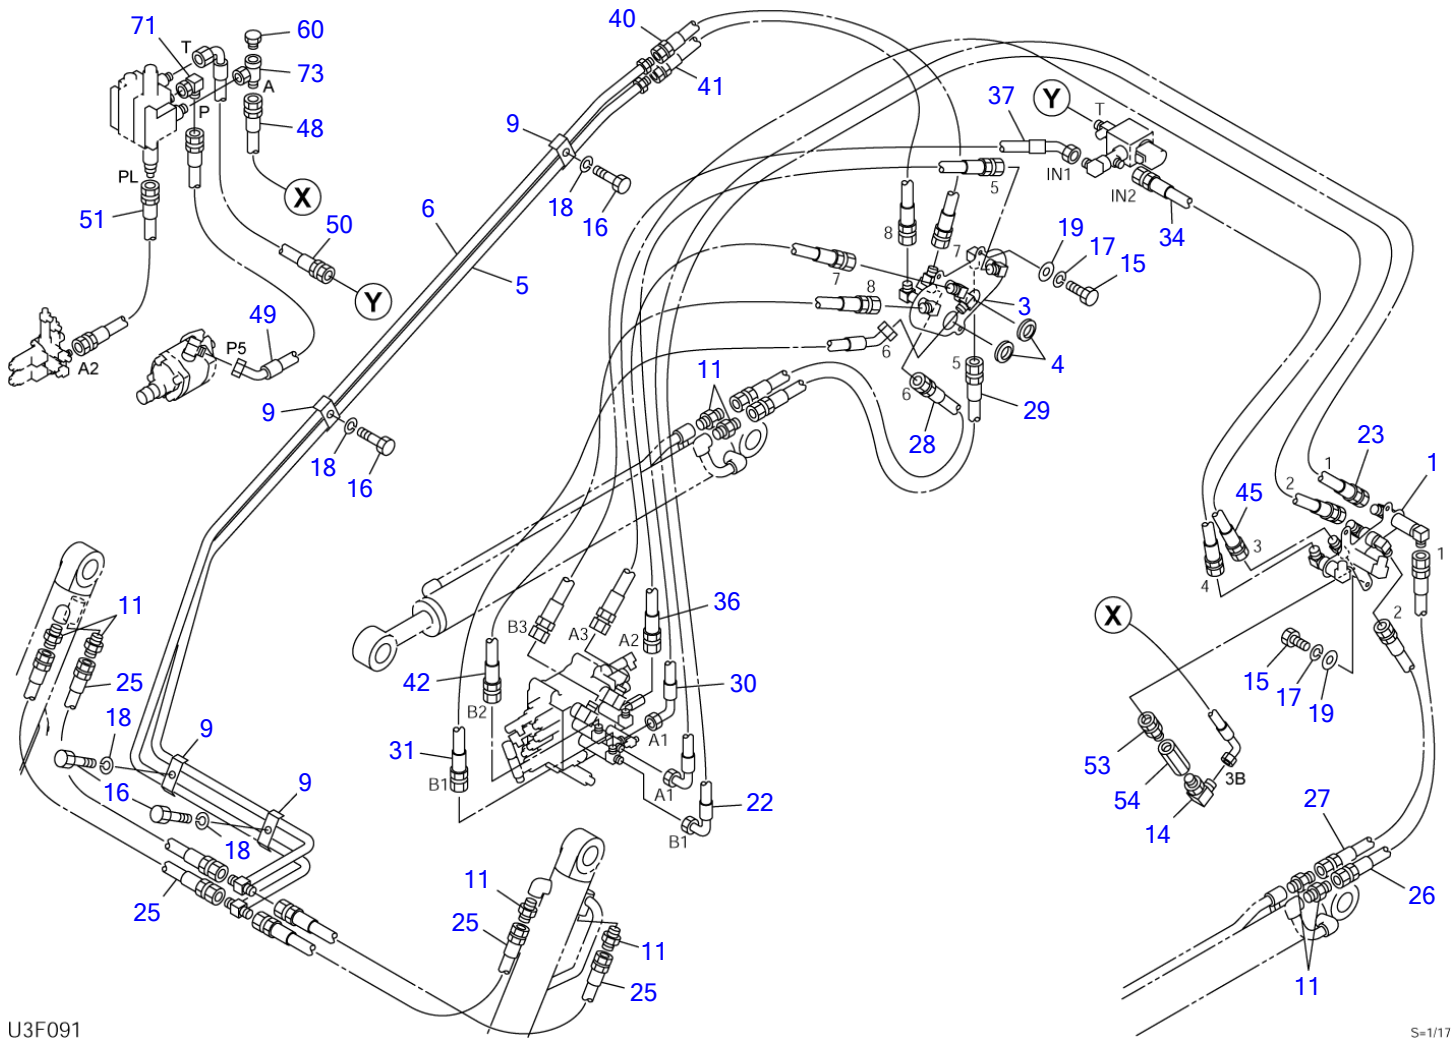 71
60
40
T
73
A
41
P
48
9
37
Y
T
PL
X
18
16
IN1
IN2
5
51
50
6
8
7
19
17
15
34
5
7
8
3
Y
49
P5
A2
6
5
4
11
9
6
28
29
18
16
23
1
1
2
45
3
1
4
11
B3
A3
A2
36
X
2
42
30
15
17
19
25
B2
18
9
31
B1
A1
A1
53
3B
16
9
22
54
14
18
B1
27
11
25
25
26
11
25
11
U3F091
S=1/17